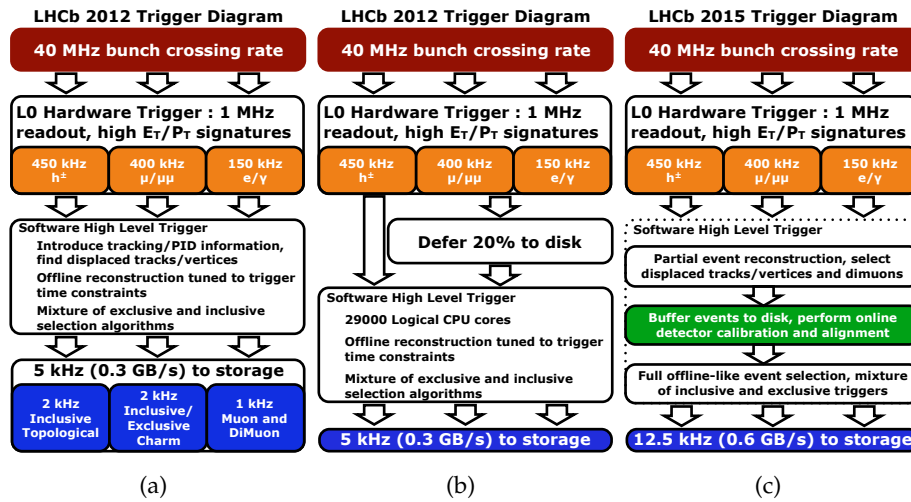 LHCb 2012 Trigger Diagram
40 MHz bunch crossing rate
L0 Hardware Trigger : 1 MHz
readout, high E_T/P_T signatures
450 kHz
h±
400 kHz
μ/μμ
150 kHz
e/γ
Software High Level Trigger
Introduce tracking/PID information,
find displaced tracks/vertices
Offline reconstruction tuned to trigger
time constraints
Mixture of exclusive and inclusive
selection algorithms
5 kHz (0.3 GB/s) to storage
2 kHz
Inclusive
Topological
2 kHz
Inclusive/
Exclusive
Charm
1 kHz
Muon and
DiMuon
(a)
LHCb 2012 Trigger Diagram
40 MHz bunch crossing rate
L0 Hardware Trigger : 1 MHz
readout, high E_T/P_T signatures
450 kHz
h±
400 kHz
μ/μμ
150 kHz
e/γ
Defer 20% to disk
Software High Level Trigger
29000 Logical CPU cores
Offline reconstruction tuned to trigger
time constraints
Mixture of exclusive and inclusive
selection algorithms
5 kHz (0.3 GB/s) to storage
(b)
LHCb 2015 Trigger Diagram
40 MHz bunch crossing rate
L0 Hardware Trigger : 1 MHz
readout, high E_T/P_T signatures
450 kHz
h±
400 kHz
μ/μμ
150 kHz
e/γ
Software High Level Trigger
Partial event reconstruction, select
displaced tracks/vertices and dimuons
Buffer events to disk, perform online
detector calibration and alignment
Full offline-like event selection, mixture
of inclusive and exclusive triggers
12.5 kHz (0.6 GB/s) to storage
(c)